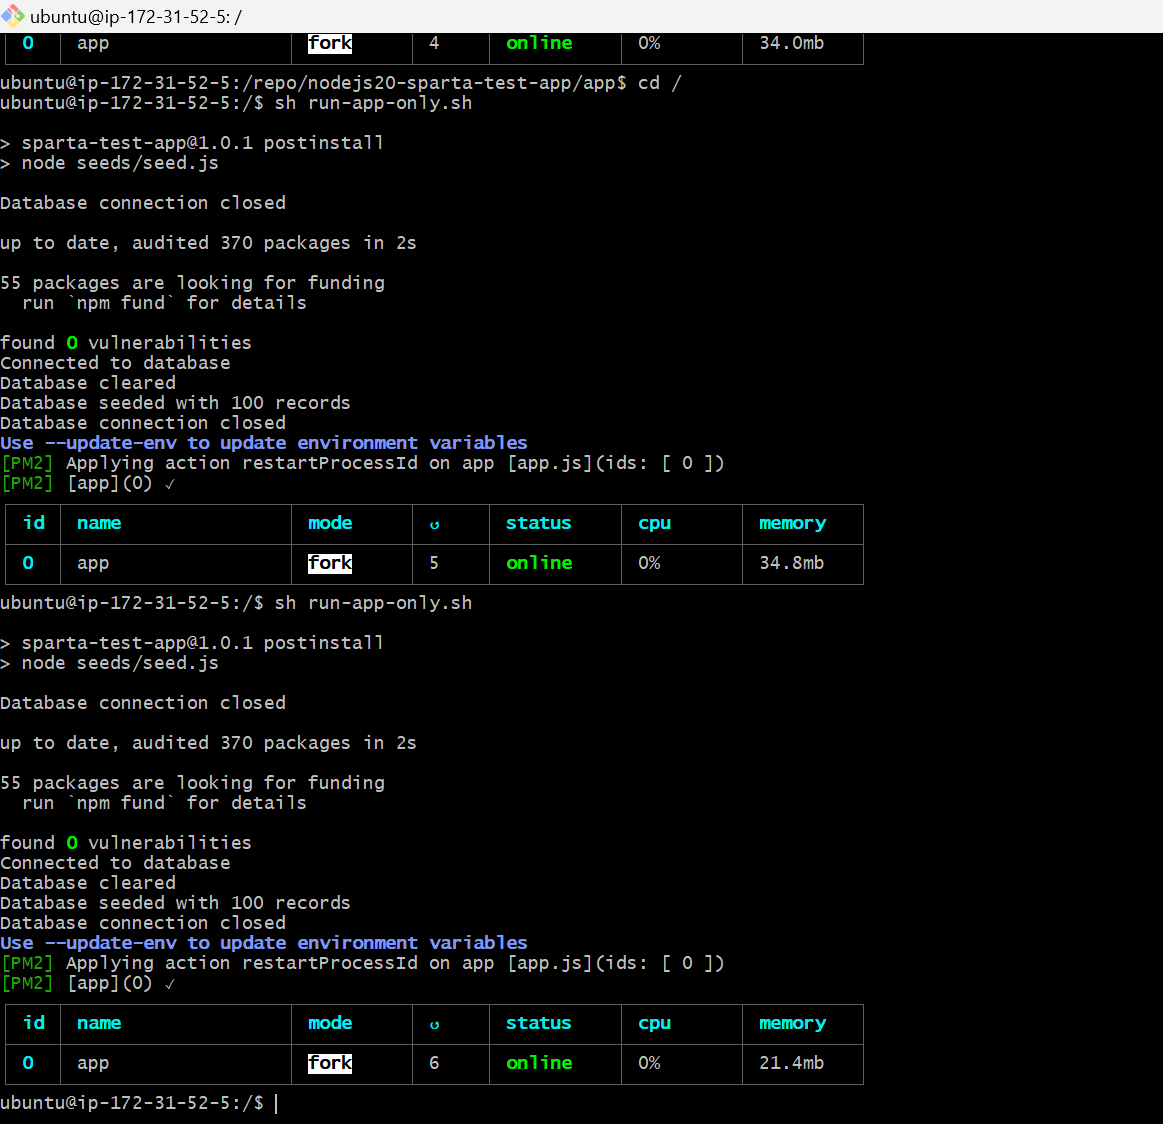 ubuntu@ip-172-31-52-5: /
0 app fork 4 online 0% 34.0mb
ubuntu@ip-172-31-52-5:/repo/nodejs20-sparta-test-app/app$ cd /
ubuntu@ip-172-31-52-5:/$ sh run-app-only.sh
> sparta-test-app@1.0.1 postinstall
> node seeds/seed.js
Database connection closed
up to date, audited 370 packages in 2s
55 packages are looking for funding
run `npm fund` for details
found 0 vulnerabilities
Connected to database
Database cleared
Database seeded with 100 records
Database connection closed
Use --update-env to update environment variables
[PM2] Applying action restartProcessId on app [app.js](ids: [ 0 ])
[PM2] [app](0) ✓
id name mode ↺ status cpu memory
0 app fork 5 online 0% 34.8mb
ubuntu@ip-172-31-52-5:/$ sh run-app-only.sh
> sparta-test-app@1.0.1 postinstall
> node seeds/seed.js
Database connection closed
up to date, audited 370 packages in 2s
55 packages are looking for funding
run `npm fund` for details
found 0 vulnerabilities
Connected to database
Database cleared
Database seeded with 100 records
Database connection closed
Use --update-env to update environment variables
[PM2] Applying action restartProcessId on app [app.js](ids: [ 0 ])
[PM2] [app](0) ✓
id name mode ↺ status cpu memory
0 app fork 6 online 0% 21.4mb
ubuntu@ip-172-31-52-5:/$